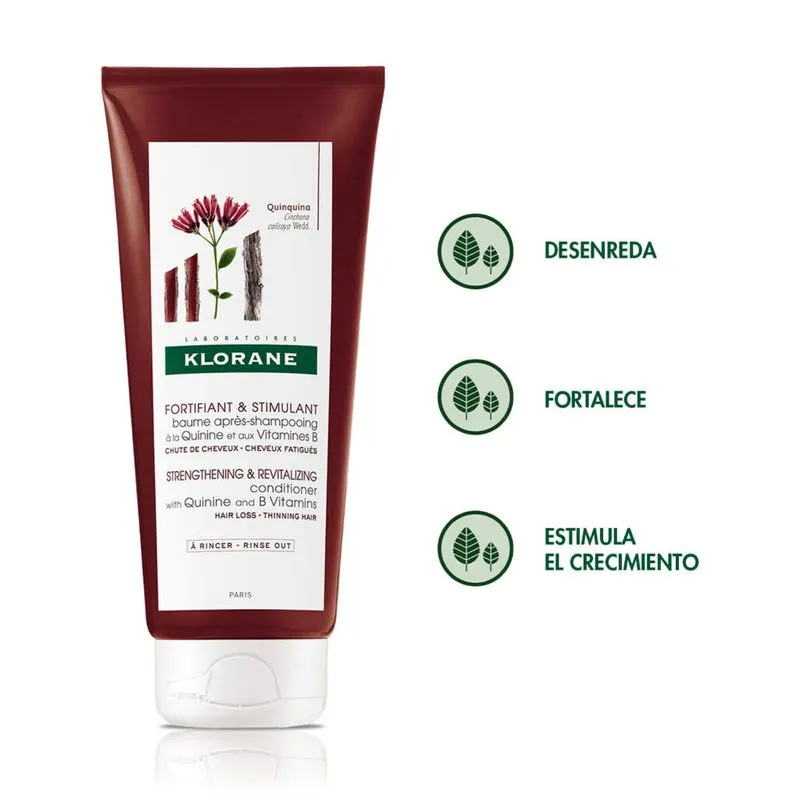 Quinquina
Cinchona
calisaya Wedd.
LABORATOIRES
KLORANE
FORTIFIANT & STIMULANT
baume après-shampooing
à la Quinine et aux Vitamines B
CHUTE DE CHEVEUX - CHEVEUX FATIGUÉS
STRENGTHENING & REVITALIZING
conditioner
with Quinine and B Vitamins
HAIR LOSS - THINNING HAIR
À RINCER - RINSE OUT
PARIS
DESENREDA
FORTALECE
ESTIMULA
EL CRECIMIENTO